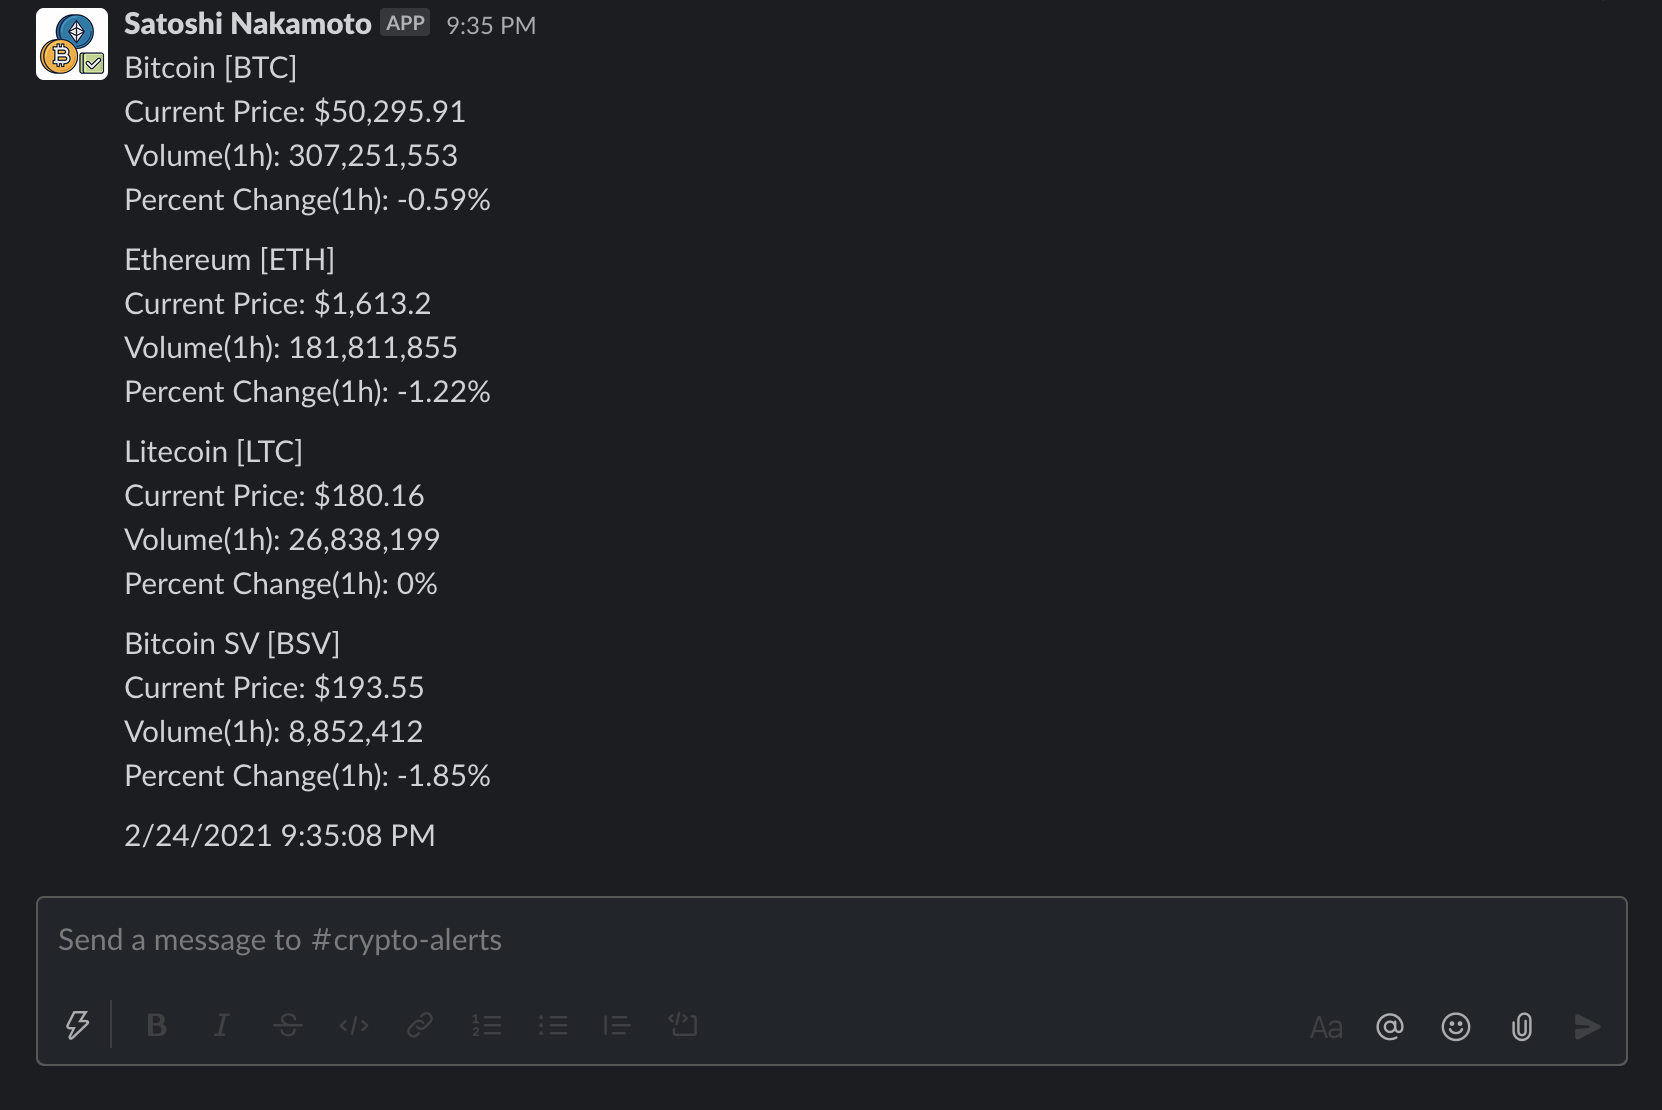 Satoshi Nakamoto APP 9:35 PM
Bitcoin [BTC]
Current Price: $50,295.91
Volume(1h): 307,251,553
Percent Change(1h): -0.59%
Ethereum [ETH]
Current Price: $1,613.2
Volume(1h): 181,811,855
Percent Change(1h): -1.22%
Litecoin [LTC]
Current Price: $180.16
Volume(1h): 26,838,199
Percent Change(1h): 0%
Bitcoin SV [BSV]
Current Price: $193.55
Volume(1h): 8,852,412
Percent Change(1h): -1.85%
2/24/2021 9:35:08 PM
Send a message to #crypto-alerts
B I S </> Aa @